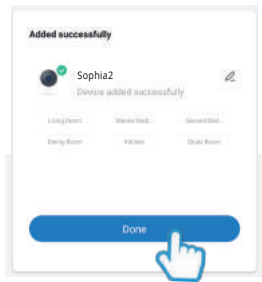 Added successfully
Sophia2
Device added successfully
Living Room Master Bed... Second Bed...
Dining Room Kitchen Study Room
Done